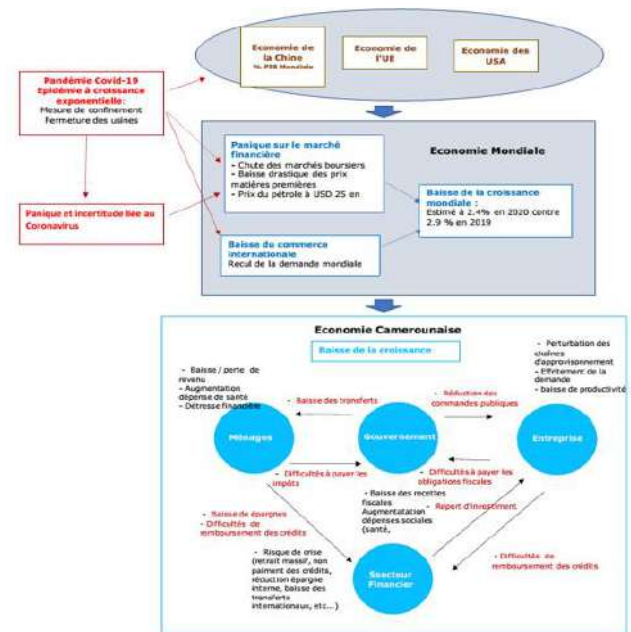 Economie de
la Chine
Economie de
l'UE
Economie des
USA
Pandémie Covid-19
Epidémie à croissance
exponentielle:
Mesure de confinement
Fermeture des usines
Panique et incertitude liée au
Coronavirus
Panique sur le marché
financière
- Chute des marchés boursiers
- Baisse drastique des prix
matières premières
- Prix du pétrole à USD 25 en
Economie Mondiale
Baisse de la croissance
mondiale :
Estimé à 2.4% en 2020 contre
2.9 % en 2019
Baisse du commerce
internationale
Recul de la demande mondiale
Economie Camerounaise
Baisse de la croissance
- Baisse / perte de
revenu
- Augmentation
dépense de santé
- Détresse financière
- Perturbation des
chaînes
d'approvisonnement
- Effritement de la
demande
- baisse de productivité
- Baisse des transferts
- Réduction des
commandes publiques
Ménages
Gouvernement
Entreprise
- Difficultés à payer les
impôts
- Difficultés à payer les
obligations fiscales
- Baisse des recettes
fiscales
Augmentatation
dépenses sociales
(santé,
- Report d'investiment
- Baisse de épargnes
- Difficultés de
remboursement des crédits
- Difficultés de
remboursement des crédits
- Risque de crise
(retrait massif, non
paiment des crédits,
réduction épargne
interne, baisse des
transferts
internationaux, etc...)
Ssecteur
Financier